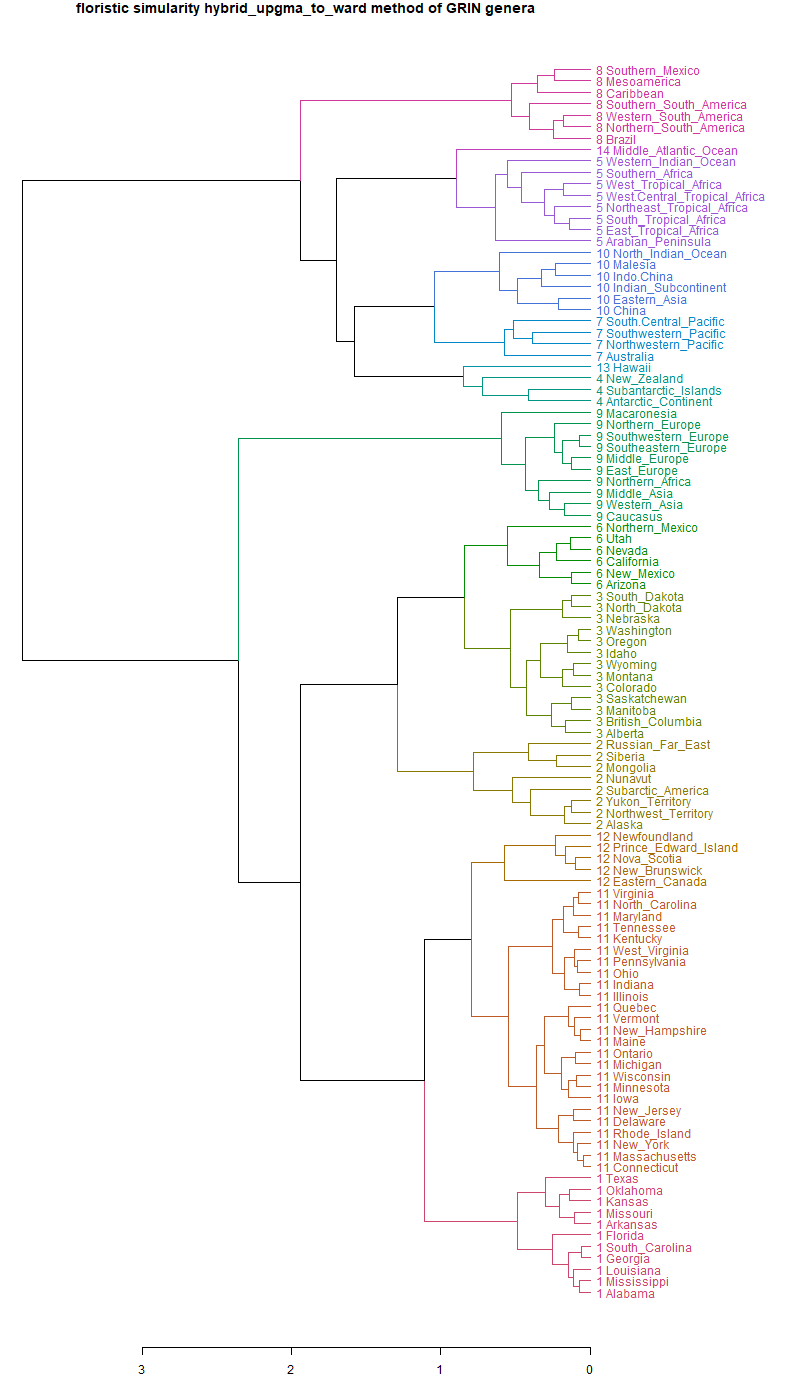 floristic simularity hybrid_upgma_to_ward method of GRIN genera
8 Southern_Mexico
8 Mesoamerica
8 Caribbean
8 Southern_South_America
8 Western_South_America
8 Northern_South_America
8 Brazil
14 Middle_Atlantic_Ocean
5 Western_Indian_Ocean
5 Southern_Africa
5 West_Tropical_Africa
5 West.Central_Tropical_Africa
5 Northeast_Tropical_Africa
5 South_Tropical_Africa
5 East_Tropical_Africa
5 Arabian_Peninsula
10 North_Indian_Ocean
10 Malesia
10 Indo.China
10 Indian_Subcontinent
10 Eastern_Asia
10 China
7 South.Central_Pacific
7 Southwestern_Pacific
7 Northwestern_Pacific
7 Australia
13 Hawaii
4 New_Zealand
4 Subantarctic_Islands
4 Antarctic_Continent
9 Macaronesia
9 Northern_Europe
9 Southwestern_Europe
9 Southeastern_Europe
9 Middle_Europe
9 East_Europe
9 Northern_Africa
9 Middle_Asia
9 Western_Asia
9 Caucasus
6 Northern_Mexico
6 Utah
6 Nevada
6 California
6 New_Mexico
6 Arizona
3 South_Dakota
3 North_Dakota
3 Nebraska
3 Washington
3 Oregon
3 Idaho
3 Wyoming
3 Montana
3 Colorado
3 Saskatchewan
3 Manitoba
3 British_Columbia
3 Alberta
2 Russian_Far_East
2 Siberia
2 Mongolia
2 Nunavut
2 Subarctic_America
2 Yukon_Territory
2 Northwest_Territory
2 Alaska
12 Newfoundland
12 Prince_Edward_Island
12 Nova_Scotia
12 New_Brunswick
12 Eastern_Canada
11 Virginia
11 North_Carolina
11 Maryland
11 Tennessee
11 Kentucky
11 West_Virginia
11 Pennsylvania
11 Ohio
11 Indiana
11 Illinois
11 Quebec
11 Vermont
11 New_Hampshire
11 Maine
11 Ontario
11 Michigan
11 Wisconsin
11 Minnesota
11 Iowa
11 New_Jersey
11 Delaware
11 Rhode_Island
11 New_York
11 Massachusetts
11 Connecticut
1 Texas
1 Oklahoma
1 Kansas
1 Missouri
1 Arkansas
1 Florida
1 South_Carolina
1 Georgia
1 Louisiana
1 Mississippi
1 Alabama
3 2 1 0